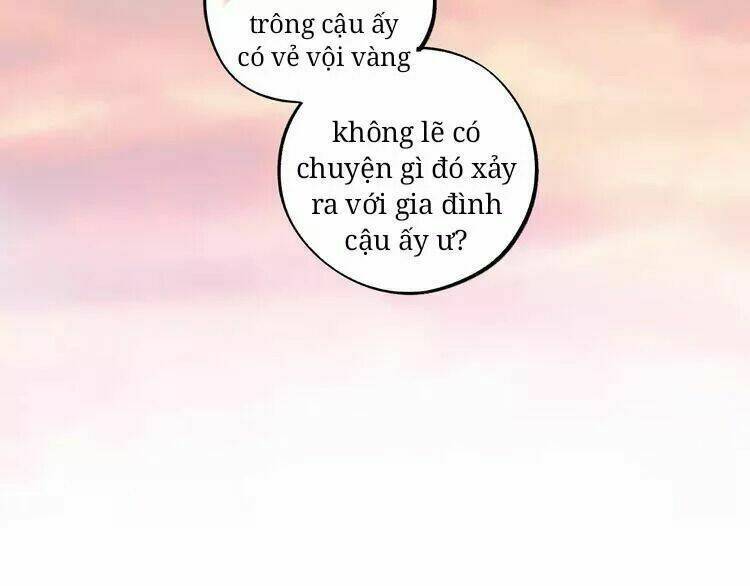 trông cậu ấy
có vẻ vội vàng
không lẽ có
chuyện gì đó xảy
ra với gia đình
cậu ấy ư?